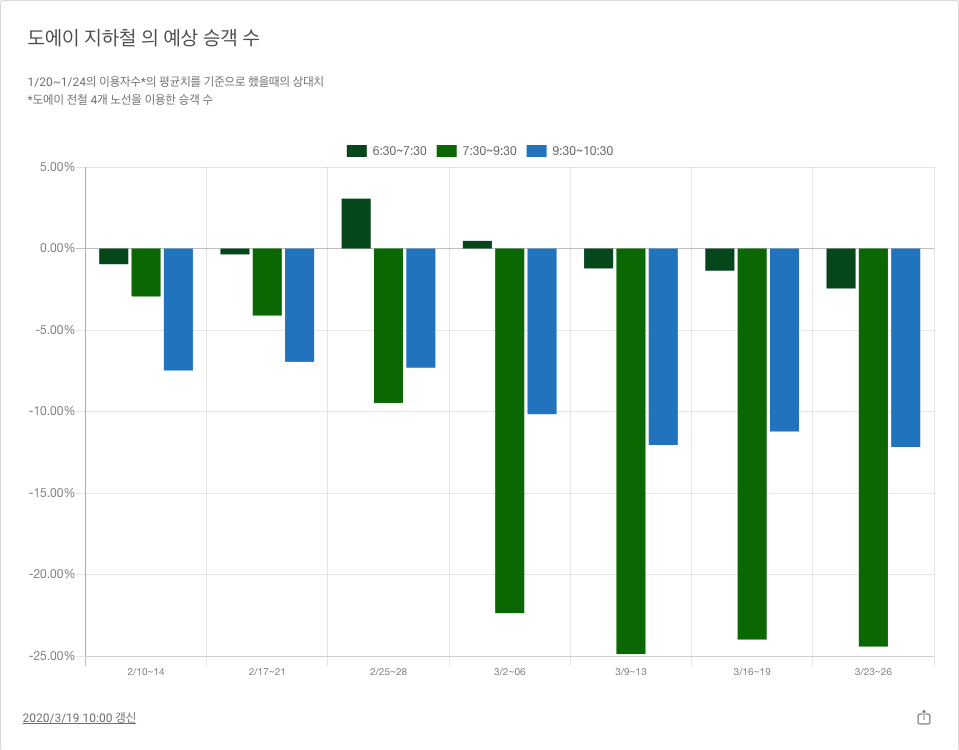 도에이 지하철 의 예상 승객 수
1/20~1/24의 이용자수*의 평균치를 기준으로 했을때의 상대치
*도에이 전철 4개 노선을 이용한 승객 수
6:30~7:30 7:30~9:30 9:30~10:30
5.00%
0.00%
-5.00%
-10.00%
-15.00%
-20.00%
-25.00%
2/10~14 2/17~21 2/25~28 3/2~06 3/9~13 3/16~19 3/23~26
2020/3/19 10:00 갱신